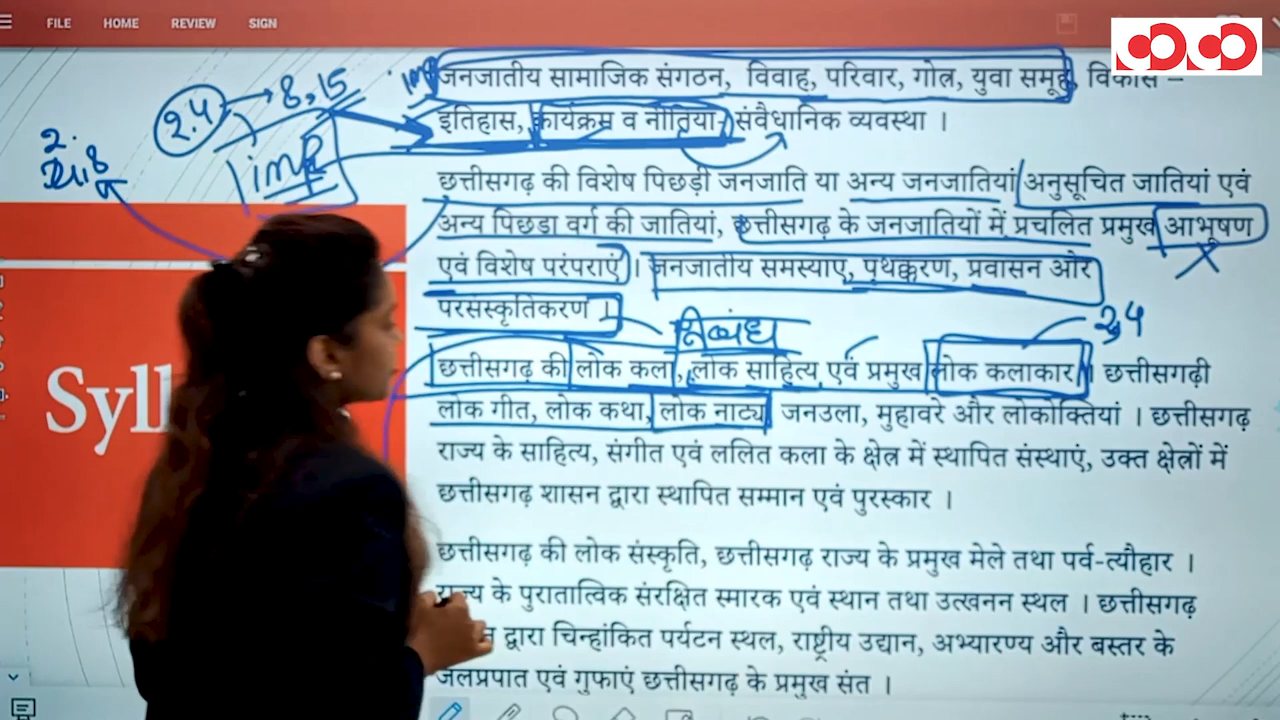 FILE HOME REVIEW SIGN
जनजातीय सामाजिक संगठन, विवाह, परिवार, गोत्र, युवा समूह, विकास –
इतिहास, कार्यक्रम व नीतियां- संवैधानिक व्यवस्था ।
2.4 → 8, 15
imp
छत्तीसगढ़ की विशेष पिछड़ी जनजाति या अन्य जनजातियां अनुसूचित जातियां एवं
अन्य पिछडा वर्ग की जातियां, छत्तीसगढ़ के जनजातियों में प्रचलित प्रमुख आभूषण
एवं विशेष परंपराएं । जनजातीय समस्याए, पृथक्करण, प्रवासन ओर
परसंस्कृतिकरण ।
निबंध
2,4
छत्तीसगढ़ की लोक कला, लोक साहित्य एवं प्रमुख लोक कलाकार । छत्तीसगढ़ी
लोक गीत, लोक कथा, लोक नाट्य जनउला, मुहावरे और लोकोक्तियां । छत्तीसगढ़
राज्य के साहित्य, संगीत एवं ललित कला के क्षेत्र में स्थापित संस्थाएं, उक्त क्षेत्रों में
छत्तीसगढ़ शासन द्वारा स्थापित सम्मान एवं पुरस्कार ।
छत्तीसगढ़ की लोक संस्कृति, छत्तीसगढ़ राज्य के प्रमुख मेले तथा पर्व-त्यौहार ।
राज्य के पुरातात्विक संरक्षित स्मारक एवं स्थान तथा उत्खनन स्थल । छत्तीसगढ़
द्वारा चिन्हांकित पर्यटन स्थल, राष्ट्रीय उद्यान, अभ्यारण्य और बस्तर के
जलप्रपात एवं गुफाएं छत्तीसगढ़ के प्रमुख संत ।
Syll